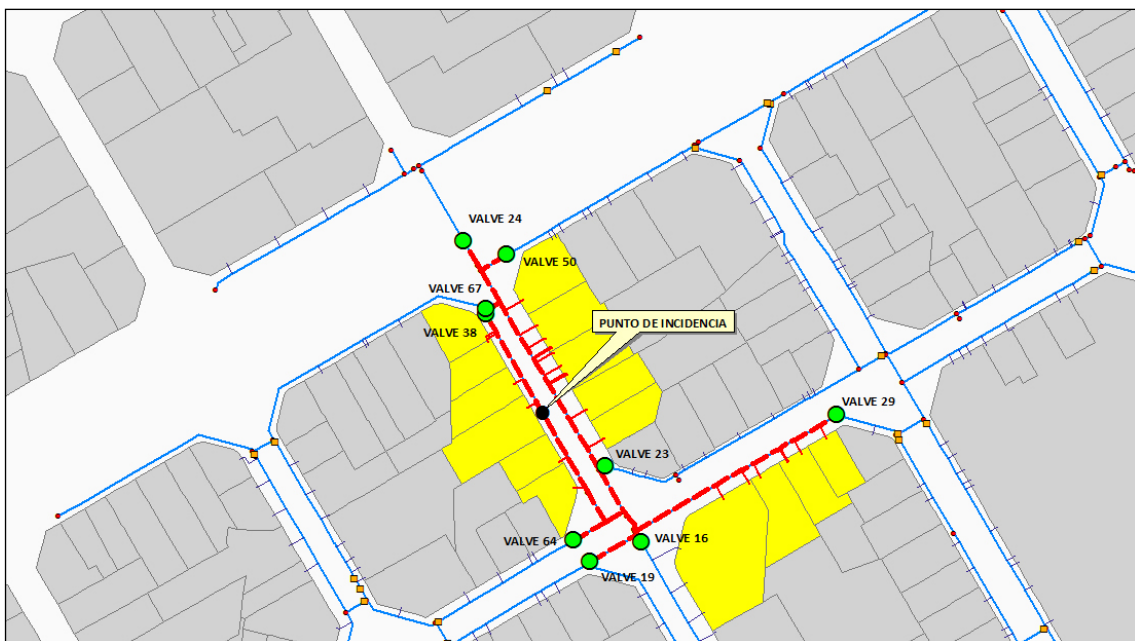 VALVE 24
VALVE 50
VALVE 67
PUNTO DE INCIDENCIA
VALVE 38
VALVE 29
VALVE 23
VALVE 64
VALVE 16
VALVE 19